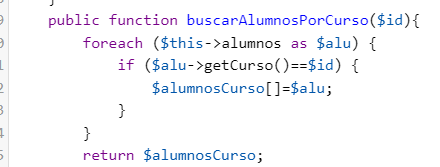 }
public function buscarAlumnosPorCurso($id){
foreach ($this->alumnos as $alu) {
if ($alu->getCurso()==$id) {
$alumnosCurso[]=$alu;
}
}
return $alumnosCurso;